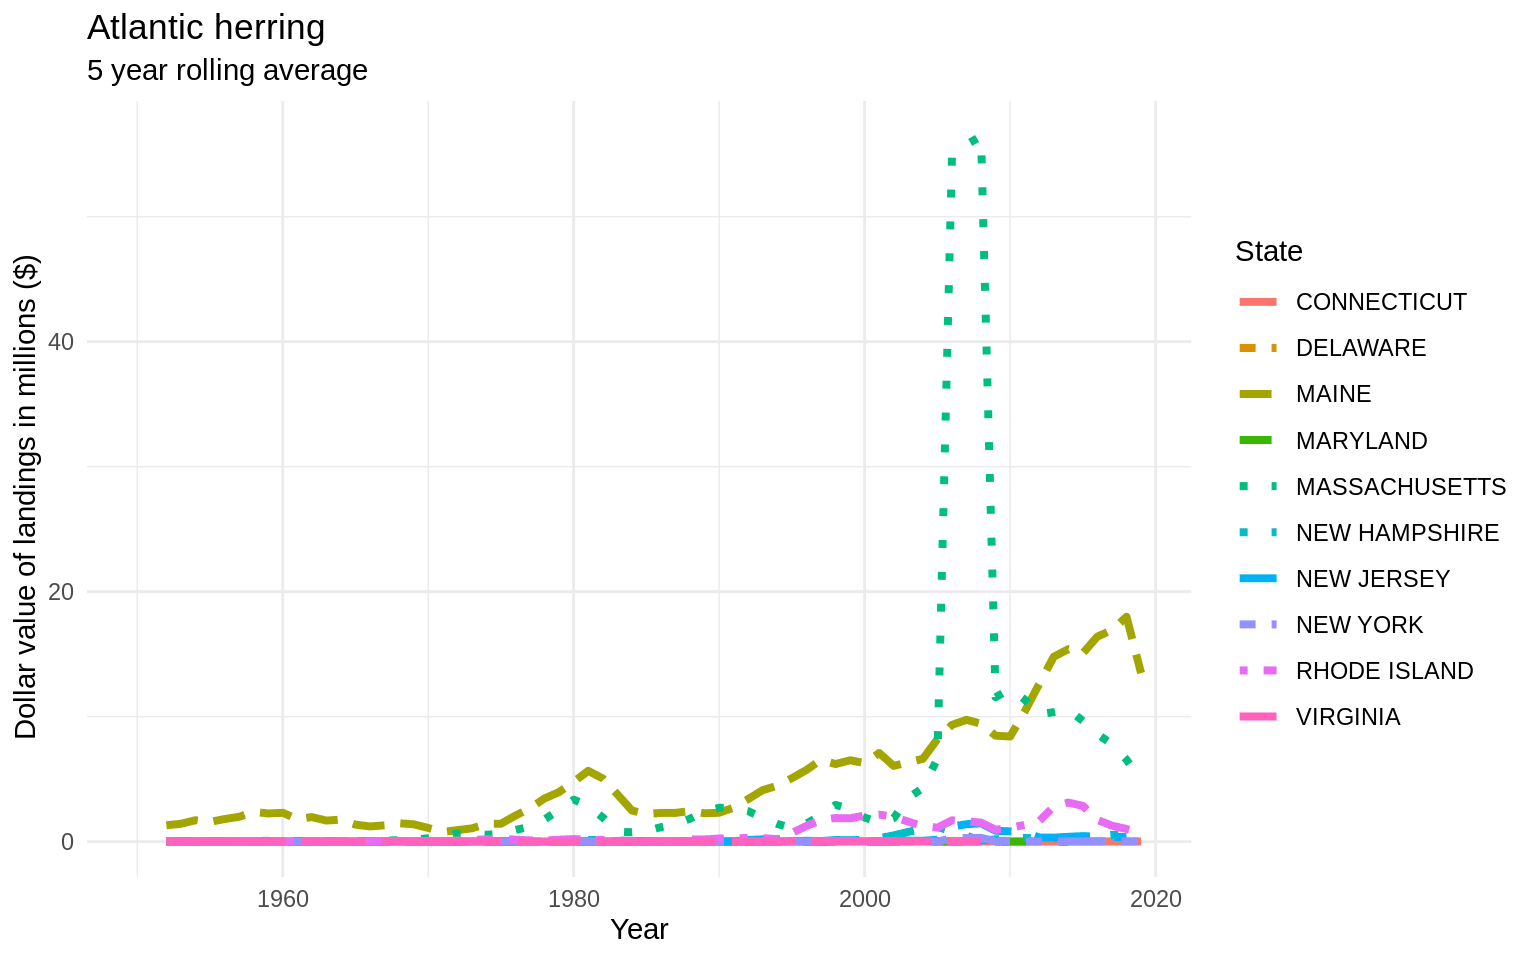 Atlantic herring
5 year rolling average
Dollar value of landings in millions ($)
40
20
0
1960
1980
2000
2020
Year
State
CONNECTICUT
DELAWARE
MAINE
MARYLAND
MASSACHUSETTS
NEW HAMPSHIRE
NEW JERSEY
NEW YORK
RHODE ISLAND
VIRGINIA